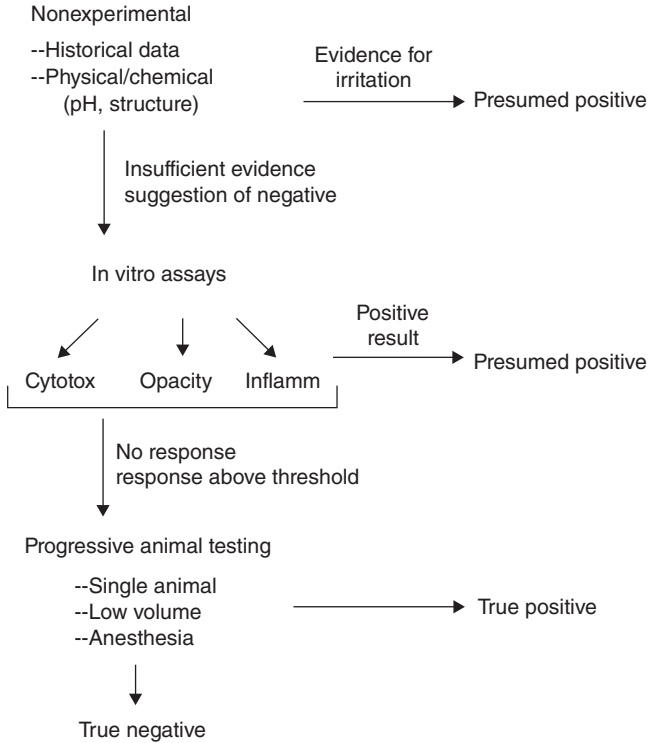 Nonexperimental
--Historical data
--Physical/chemical
(pH, structure)
Evidence for
irritation
Presumed positive
Insufficient evidence
suggestion of negative
In vitro assays
Cytotox
Opacity
Inflamm
Positive
result
Presumed positive
No response
response above threshold
Progressive animal testing
--Single animal
--Low volume
--Anesthesia
True positive
True negative